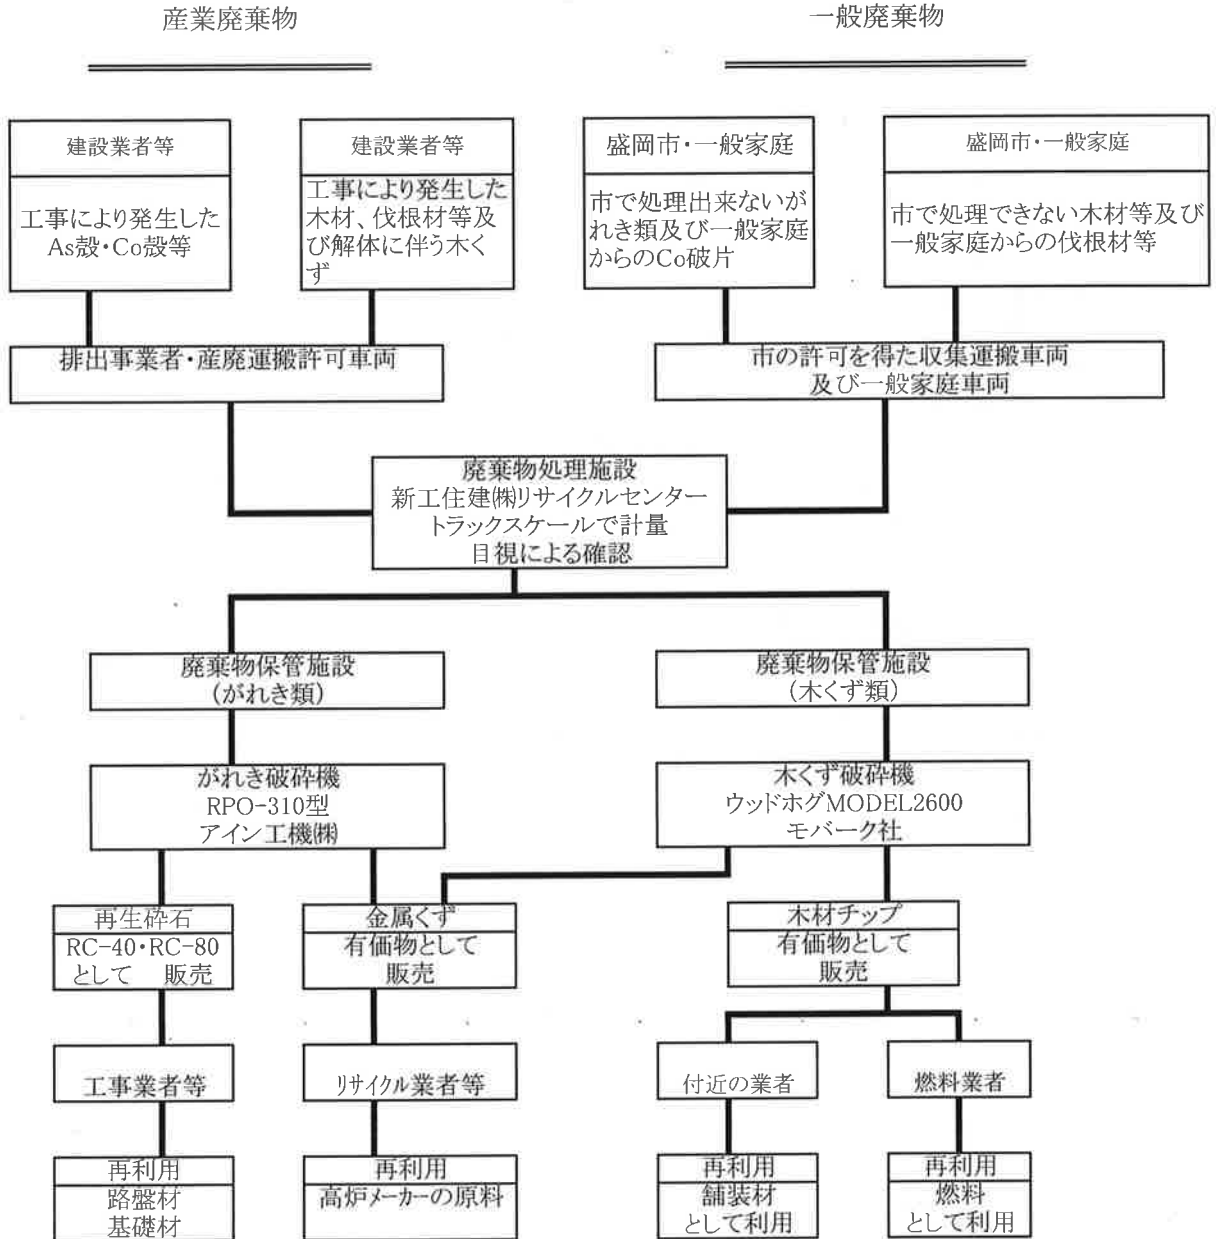 産業廃棄物
一般廃棄物
建設業者等
工事により発生した
As殻・Co殻等
建設業者等
工事により発生した
木材、伐根材等及
び解体に伴う木く
ず
盛岡市・一般家庭
市で処理出来ないが
れき類及び一般家庭
からのCo破片
盛岡市・一般家庭
市で処理できない木材等及び
一般家庭からの伐根材等
排出事業者・産廃運搬許可車両
市の許可を得た収集運搬車両
及び一般家庭車両
廃棄物処理施設
新工住建㈱リサイクルセンター
トラックスケールで計量
目視による確認
廃棄物保管施設
(がれき類)
廃棄物保管施設
(木くず類)
がれき破砕機
RPO-310型
アイン工機㈱
木くず破砕機
ウッドホグMODEL2600
モバーク社
再生砕石
RC-40・RC-80
として 販売
金属くず
有価物として
販売
木材チップ
有価物として
販売
工事業者等
リサイクル業者等
付近の業者
燃料業者
再利用
路盤材
基礎材
再利用
高炉メーカーの原料
再利用
舗装材
として利用
再利用
燃料
として利用